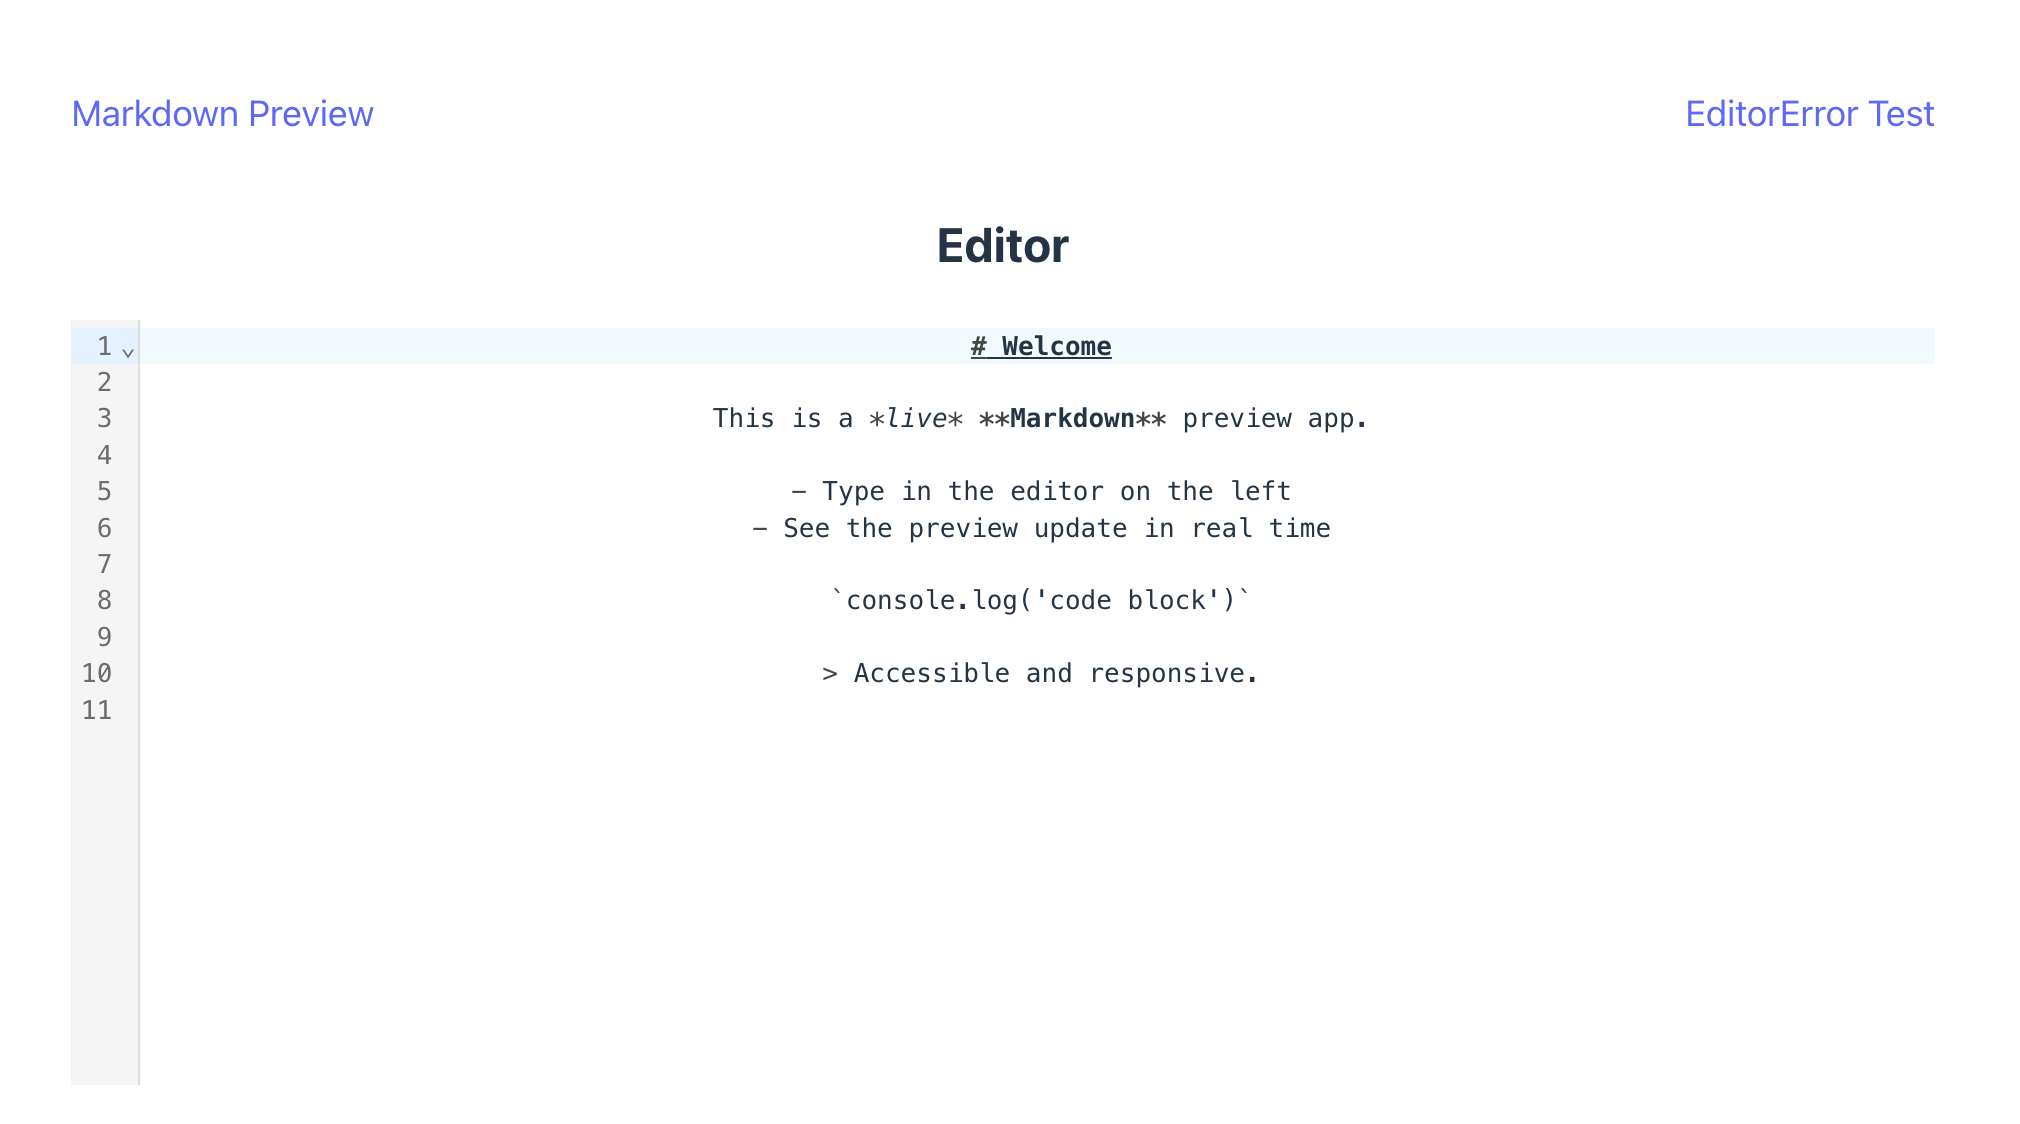 Markdown Preview
EditorError Test
Editor
1 # Welcome
2
3 This is a *live* **Markdown** preview app.
4
5 - Type in the editor on the left
6 - See the preview update in real time
7
8 `console.log('code block')`
9
10 > Accessible and responsive.
11